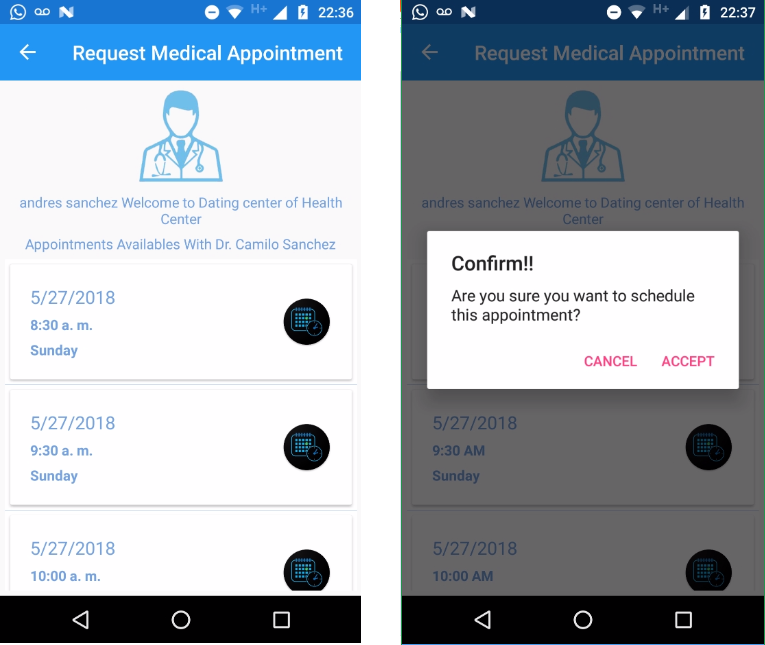 H+ 22:36
Request Medical Appointment
andres sanchez Welcome to Dating center of Health
Center
Appointments Availables With Dr. Camilo Sanchez
5/27/2018
8:30 a. m.
Sunday
5/27/2018
9:30 a. m.
Sunday
5/27/2018
10:00 a. m.
H+ 22:37
Request Medical Appointment
andres sanchez Welcome to Dating center of Health
Center
Confirm!!
Are you sure you want to schedule
this appointment?
CANCEL ACCEPT
5/27/2018
9:30 AM
Sunday
5/27/2018
10:00 AM